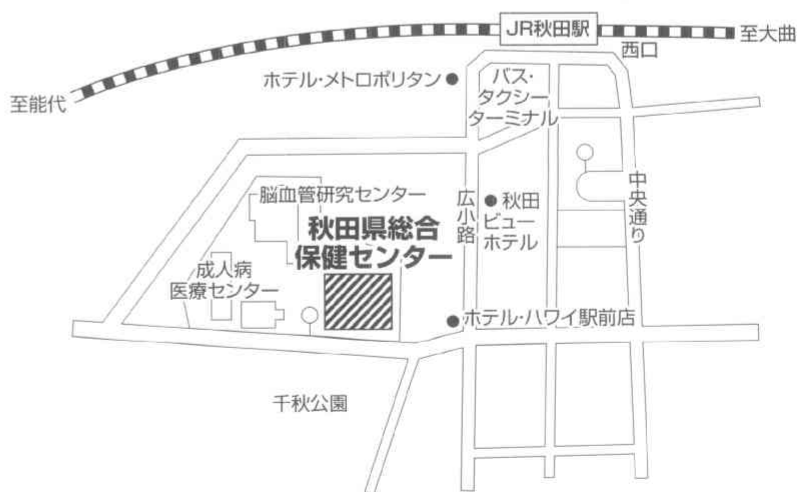 JR秋田駅
至大曲
西口
ホテル・メトロポリタン
バス・
タクシー
ターミナル
至能代
脳血管研究センター
広小路
秋田
ビュー
ホテル
中央通り
秋田県総合
保健センター
成人病
医療センター
ホテル・ハワイ駅前店
千秋公園